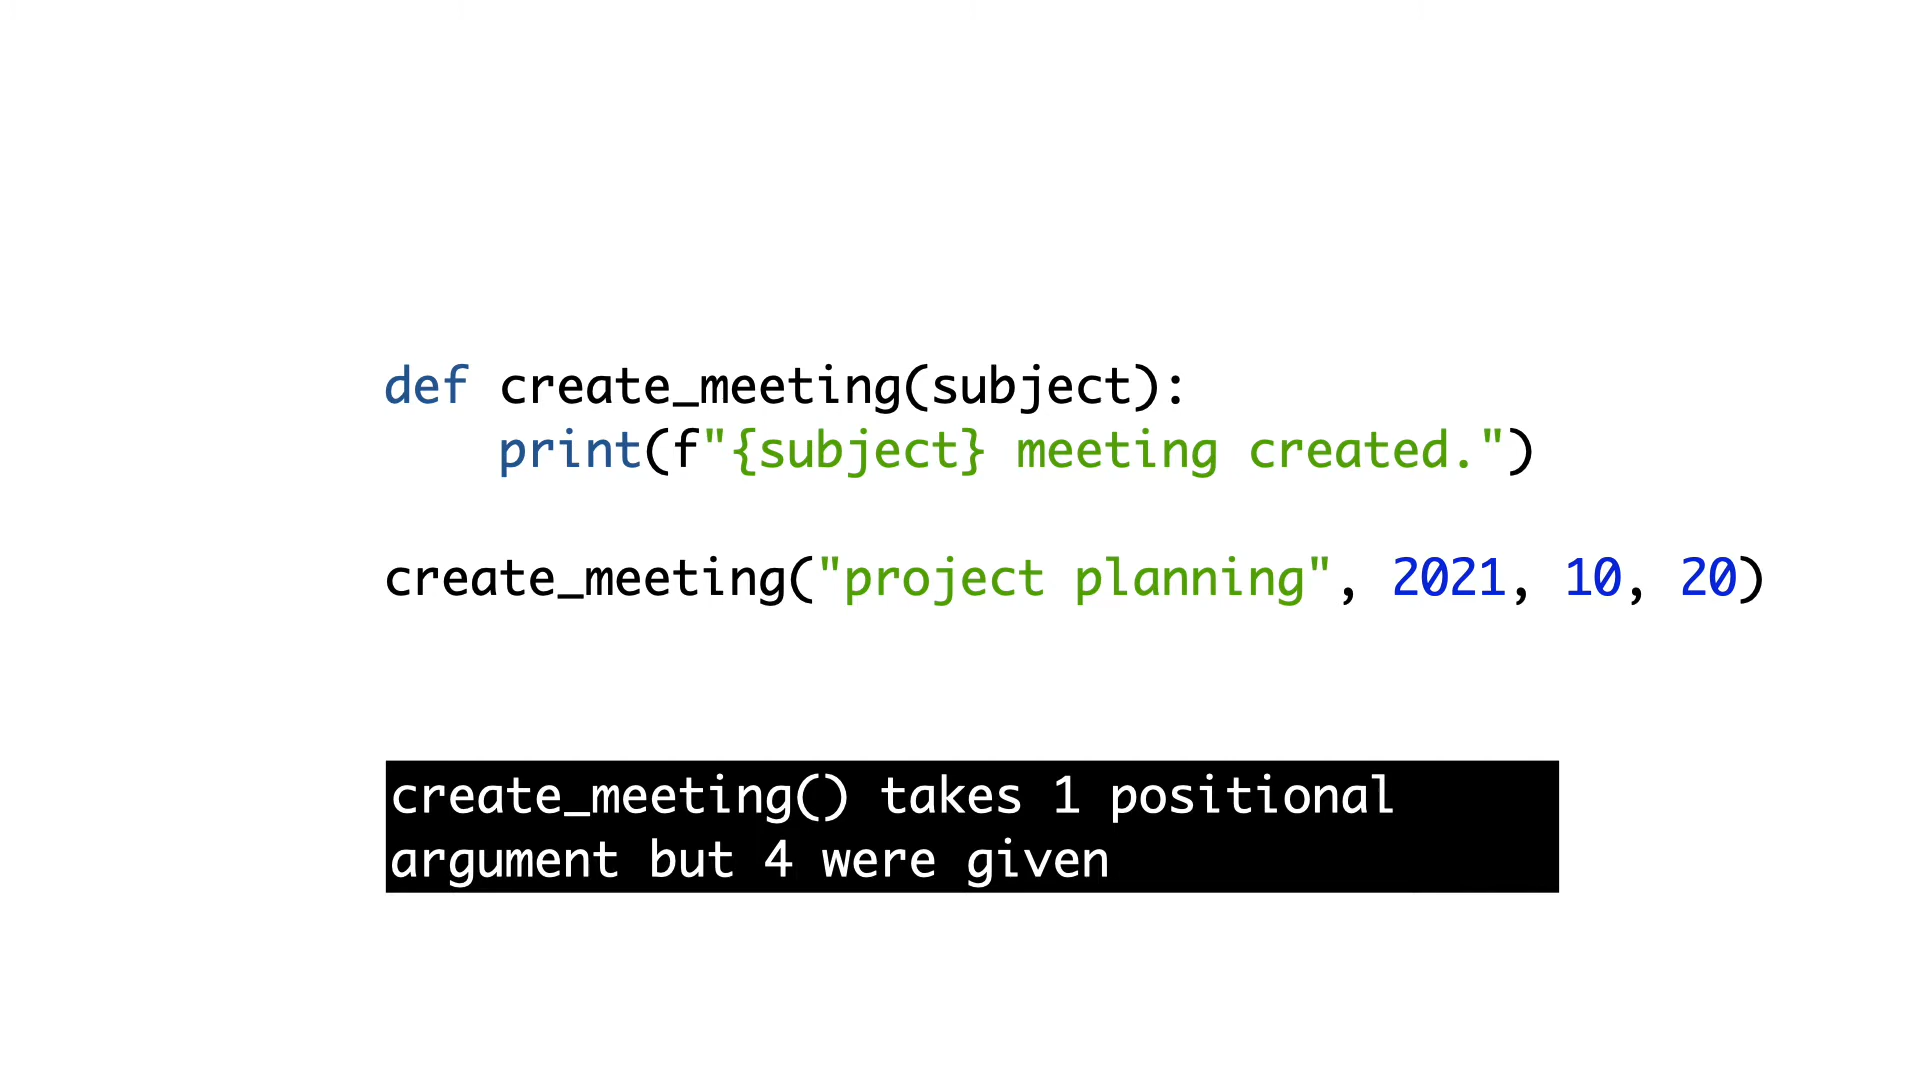 def create_meeting(subject):
    print(f"{subject} meeting created.")
create_meeting("project planning", 2021, 10, 20)
create_meeting() takes 1 positional
argument but 4 were given